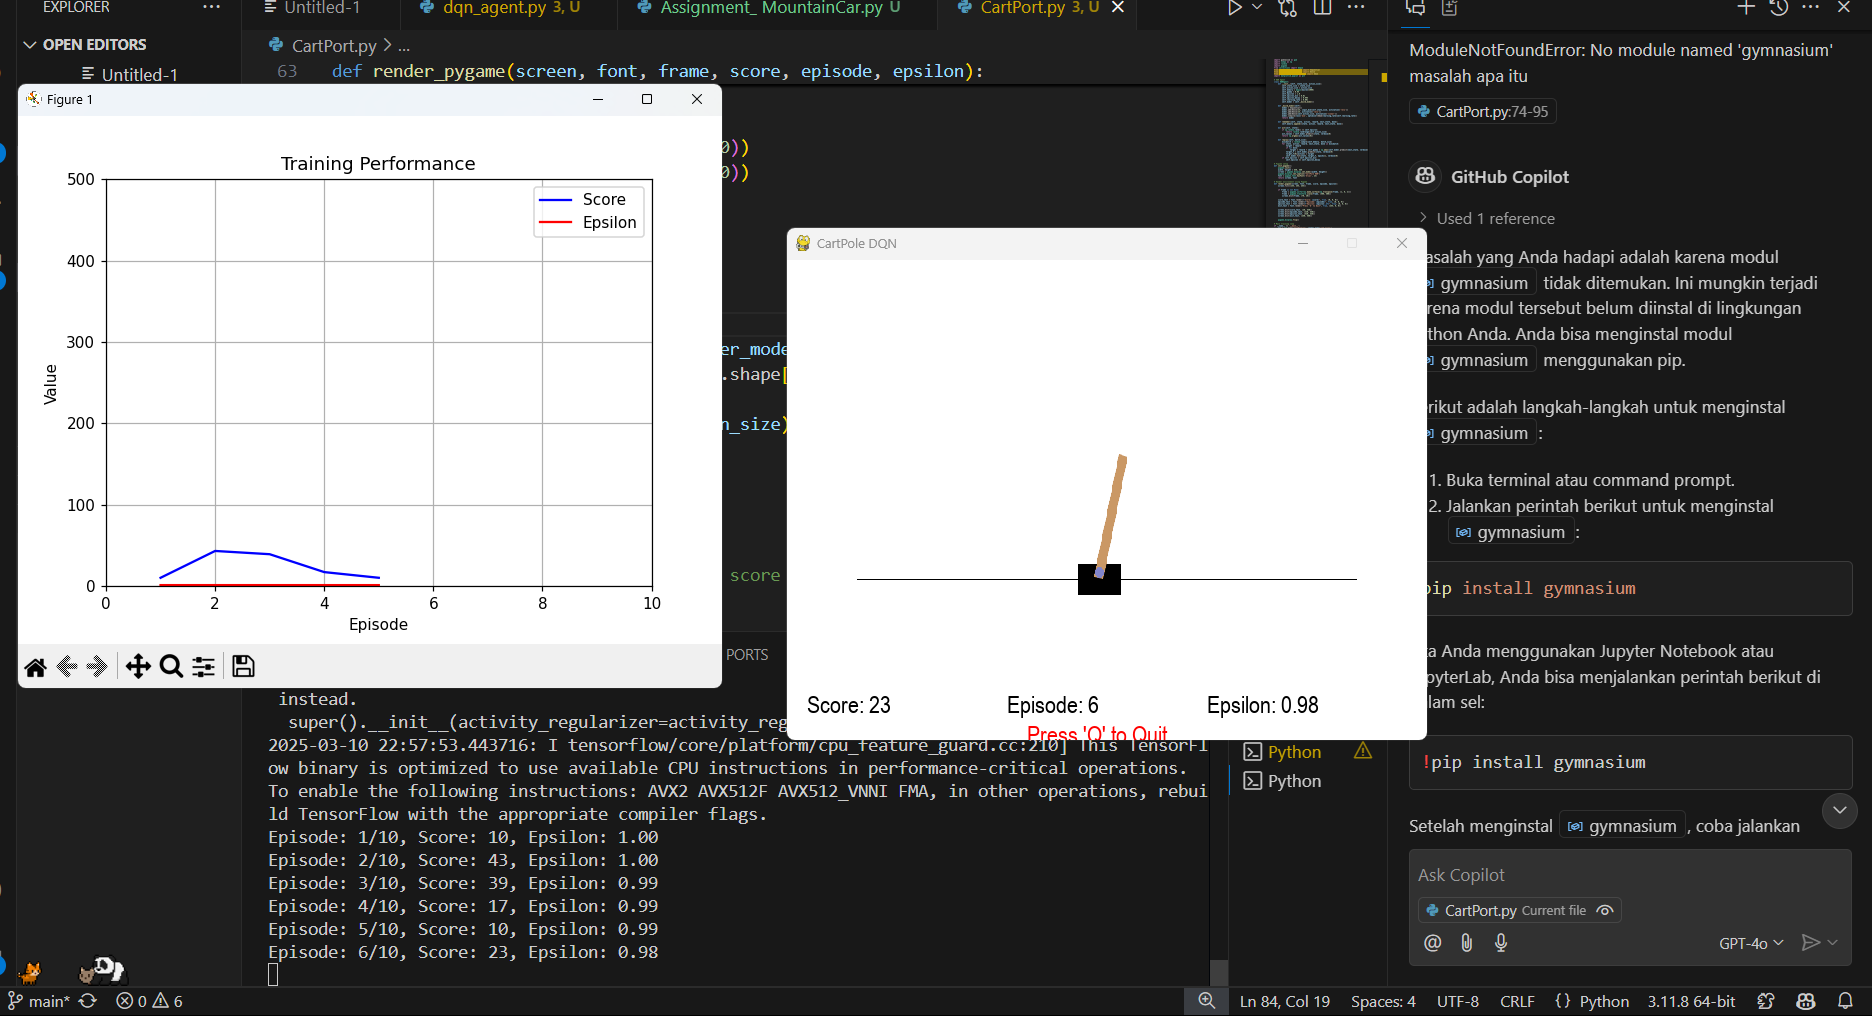 EXPLORER
Untitled-1
dqn_agent.py 3, U
Assignment_ MountainCar.py U
CartPort.py 3, U
OPEN EDITORS
Untitled-1
CartPort.py > ...
63 def render_pygame(screen, font, frame, score, episode, epsilon):
0))
0))
.shape[
n_size)
score
PORTS
Figure 1
Training Performance
Score
Epsilon
500
400
300
200
100
0
Value
0 2 4 6 8 10
Episode
CartPole DQN
Score: 23
Episode: 6
Epsilon: 0.98
Press 'Q' to Quit
instead.
super().__init__(activity_regularizer=activity_reg
2025-03-10 22:57:53.443716: I tensorflow/core/platform/cpu_feature_guard.cc:210] This TensorFl
ow binary is optimized to use available CPU instructions in performance-critical operations.
To enable the following instructions: AVX2 AVX512F AVX512_VNNI FMA, in other operations, rebui
ld TensorFlow with the appropriate compiler flags.
Episode: 1/10, Score: 10, Epsilon: 1.00
Episode: 2/10, Score: 43, Epsilon: 1.00
Episode: 3/10, Score: 39, Epsilon: 0.99
Episode: 4/10, Score: 17, Epsilon: 0.99
Episode: 5/10, Score: 10, Epsilon: 0.99
Episode: 6/10, Score: 23, Epsilon: 0.98
Python
Python
ModuleNotFoundError: No module named 'gymnasium'
masalah apa itu
CartPort.py:74-95
GitHub Copilot
Used 1 reference
asalah yang Anda hadapi adalah karena modul
gymnasium tidak ditemukan. Ini mungkin terjadi
rena modul tersebut belum diinstal di lingkungan
thon Anda. Anda bisa menginstal modul
gymnasium menggunakan pip.
rikut adalah langkah-langkah untuk menginstal
gymnasium :
1. Buka terminal atau command prompt.
2. Jalankan perintah berikut untuk menginstal
gymnasium :
pip install gymnasium
a Anda menggunakan Jupyter Notebook atau
pyterLab, Anda bisa menjalankan perintah berikut di
lam sel:
!pip install gymnasium
Setelah menginstal gymnasium , coba jalankan
Ask Copilot
CartPort.py Current file
GPT-4o
main*
0
6
Ln 84, Col 19
Spaces: 4
UTF-8
CRLF
{} Python
3.11.8 64-bit